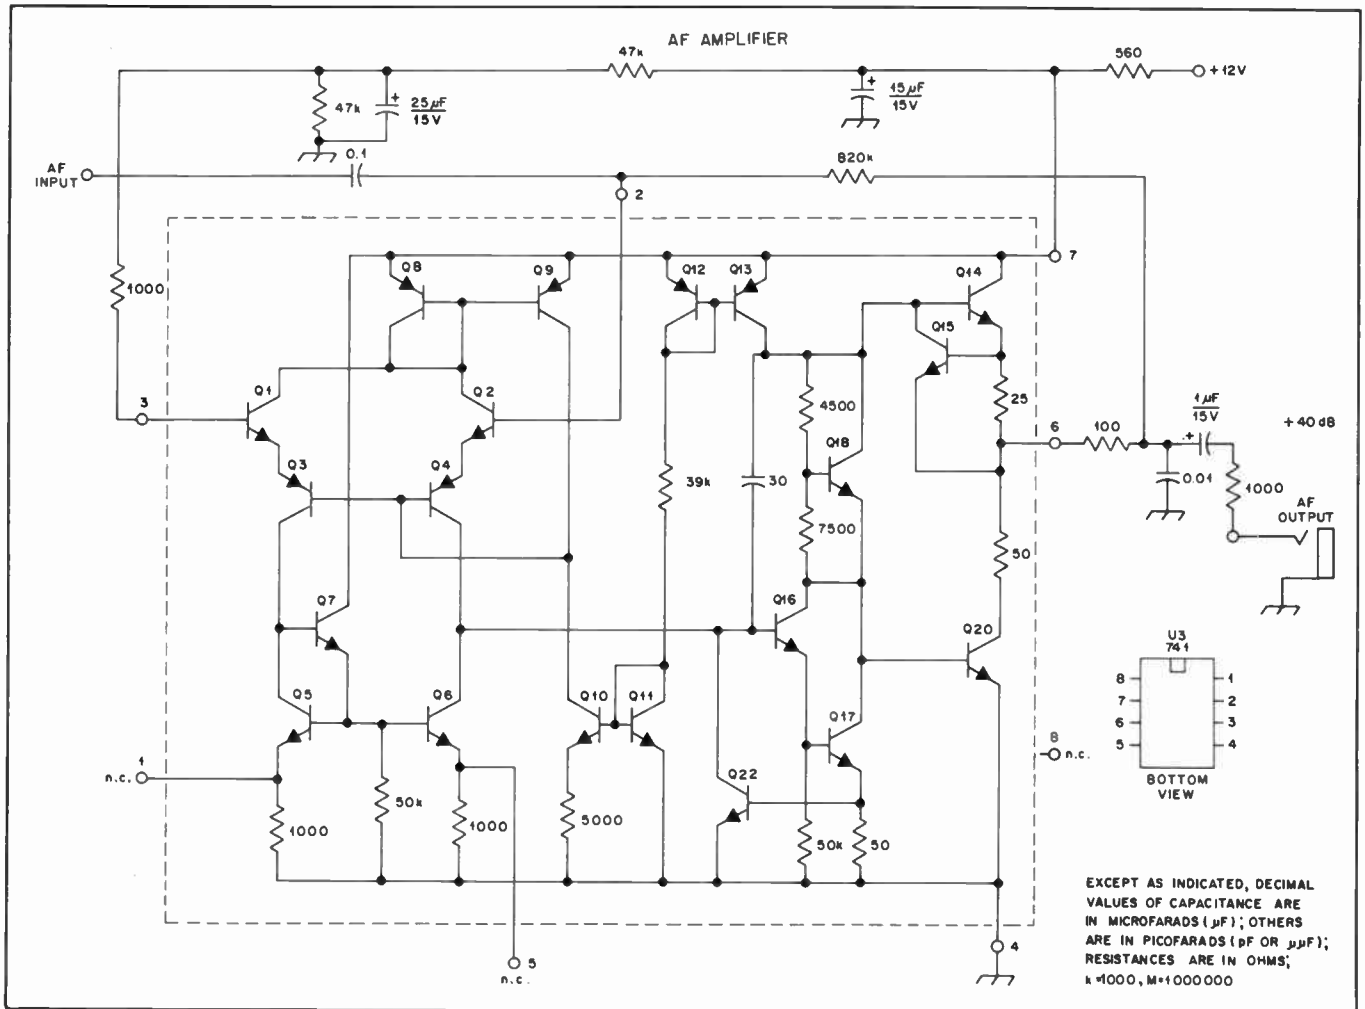 AF AMPLIFIER
47k
560
+12V
47k
+
25µF
15V
+
15µF
15V
AF
INPUT
0.1
820k
2
7
1000
Q8
Q9
Q12
Q13
Q14
Q15
3
Q1
Q2
4500
25
1µF
15V
+40dB
6
100
+
Q3
Q4
39k
30
Q18
0.01
1000
AF
OUTPUT
7500
50
Q7
Q16
Q20
U3
741
8
1
7
2
6
3
5
4
BOTTOM
VIEW
Q5
Q6
Q10
Q11
Q17
8
n.c.
1
n.c.
Q22
1000
50k
1000
5000
50k
50
EXCEPT AS INDICATED, DECIMAL
VALUES OF CAPACITANCE ARE
IN MICROFARADS (µF); OTHERS
ARE IN PICOFARADS (pF OR µµF);
RESISTANCES ARE IN OHMS;
k=1000, M=1000000
4
5
n.c.